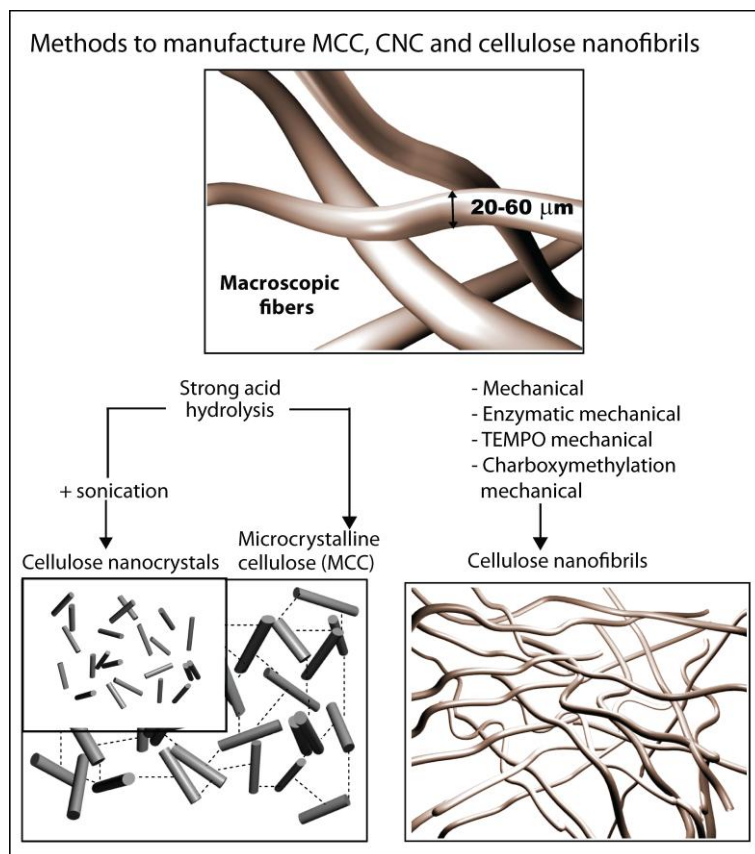 Methods to manufacture MCC, CNC and cellulose nanofibrils
20-60 μm
Macroscopic
fibers
Strong acid
hydrolysis
+ sonication
Cellulose nanocrystals
Microcrystalline
cellulose (MCC)
- Mechanical
- Enzymatic mechanical
- TEMPO mechanical
- Charboxymethylation
mechanical
Cellulose nanofibrils